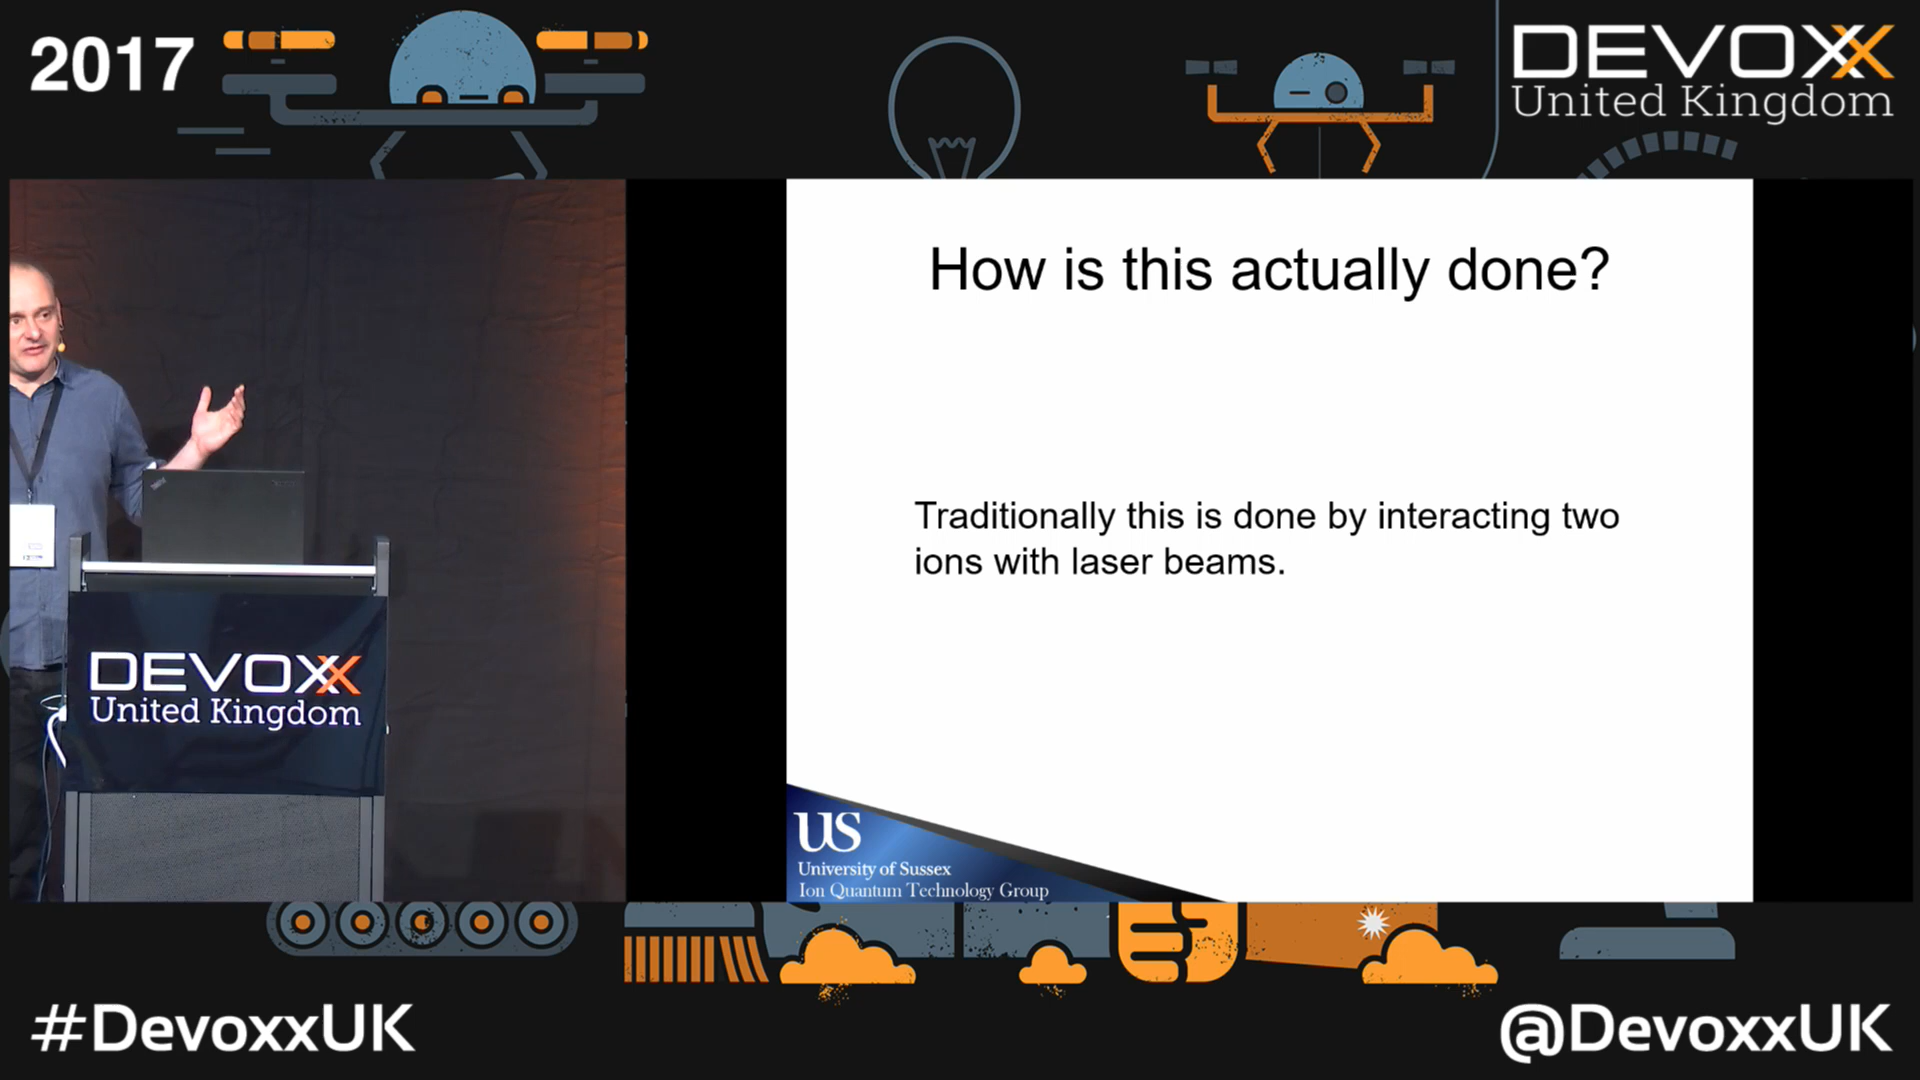 2017
DEVOXX
United Kingdom
How is this actually done?
Traditionally this is done by interacting two
ions with laser beams.
US
University of Sussex
Ion Quantum Technology Group
DEVOXX
United Kingdom
#DevoxxUK
@DevoxxUK